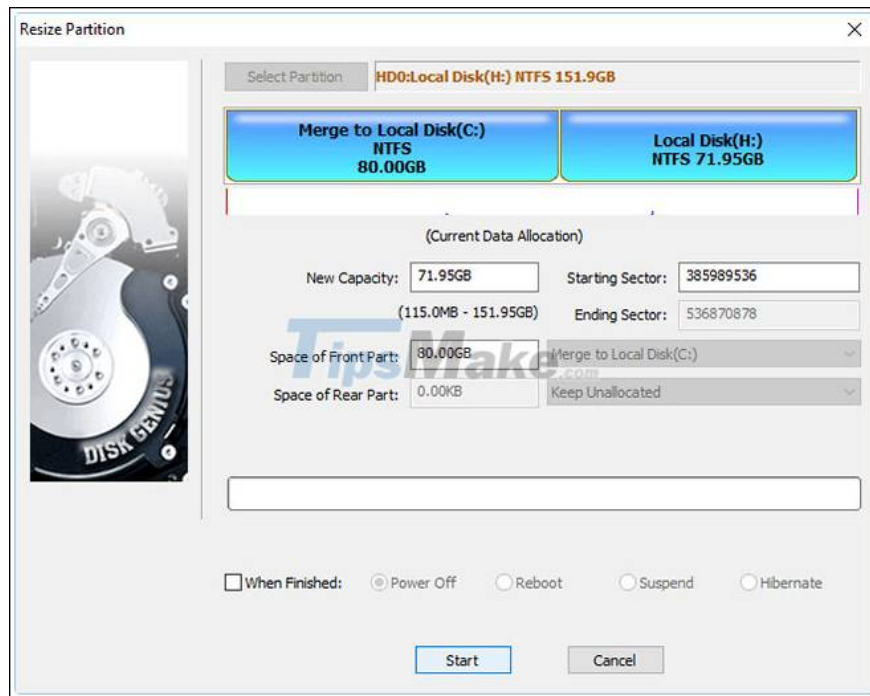 Resize Partition
Select Partition HD0:Local Disk(H:) NTFS 151.9GB
Merge to Local Disk(C:)
NTFS
80.00GB
Local Disk(H:)
NTFS 71.95GB
(Current Data Allocation)
New Capacity: 71.95GB Starting Sector: 385989536
(115.0MB - 151.95GB) Ending Sector: 536870878
Space of Front Part: 80.00GB Merge to Local Disk(C:)
Space of Rear Part: 0.00KB Keep Unallocated
TipsMake.com
DISK GENIUS
When Finished: Power Off Reboot Suspend Hibernate
Start Cancel